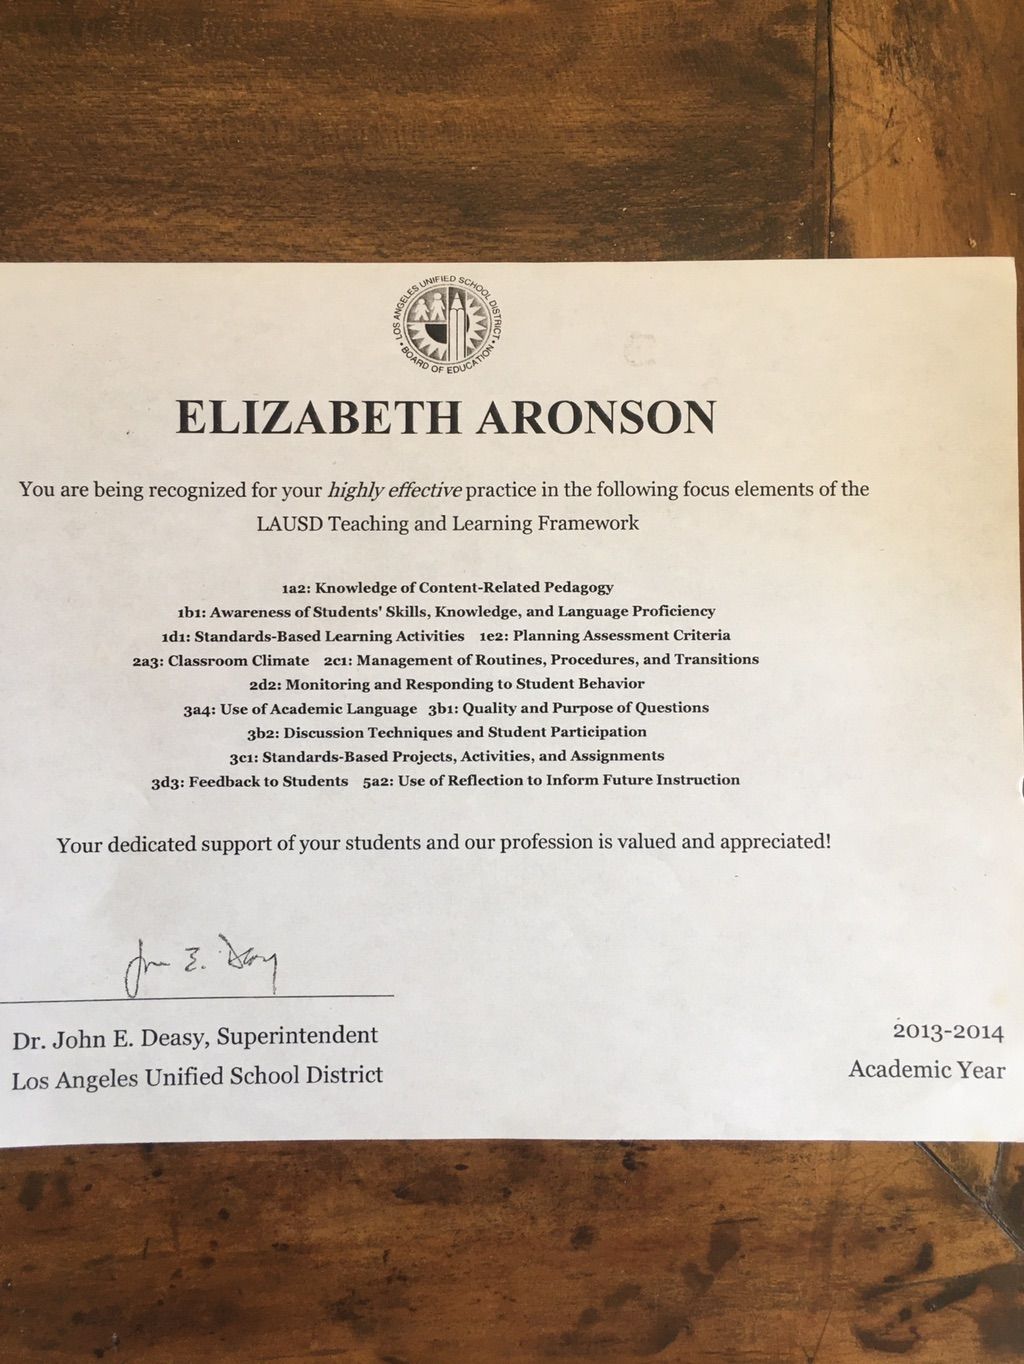 LOS ANGELES UNIFIED SCHOOL DISTRICT • BOARD OF EDUCATION •
ELIZABETH ARONSON
You are being recognized for your highly effective practice in the following focus elements of the
LAUSD Teaching and Learning Framework
1a2: Knowledge of Content-Related Pedagogy
1b1: Awareness of Students' Skills, Knowledge, and Language Proficiency
1d1: Standards-Based Learning Activities 1e2: Planning Assessment Criteria
2a3: Classroom Climate 2c1: Management of Routines, Procedures, and Transitions
2d2: Monitoring and Responding to Student Behavior
3a4: Use of Academic Language 3b1: Quality and Purpose of Questions
3b2: Discussion Techniques and Student Participation
3c1: Standards-Based Projects, Activities, and Assignments
3d3: Feedback to Students 5a2: Use of Reflection to Inform Future Instruction
Your dedicated support of your students and our profession is valued and appreciated!
John E. Deasy
Dr. John E. Deasy, Superintendent
Los Angeles Unified School District
2013-2014
Academic Year